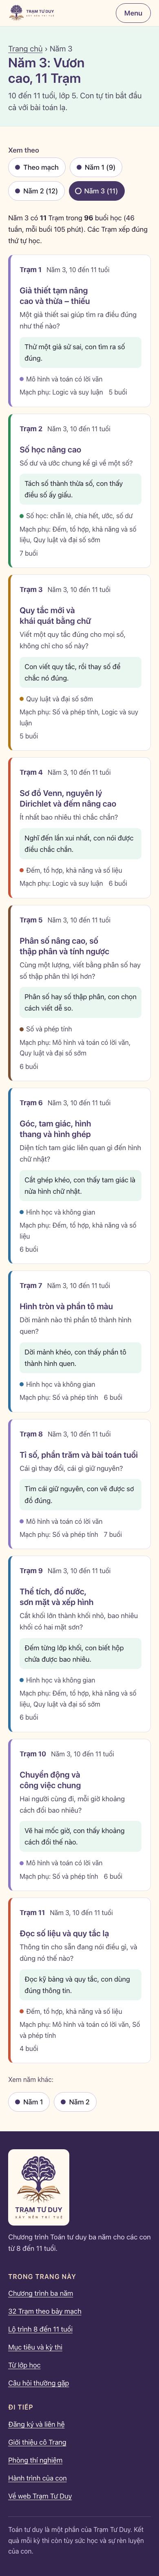 TRẠM TƯ DUY
Menu
Trang chủ › Năm 3
Năm 3: Vươn
cao, 11 Trạm
10 đến 11 tuổi, lớp 5. Con tự tin bắt đầu
cả với bài toán lạ.
Xem theo
Theo mạch
Năm 1 (9)
Năm 2 (12)
Năm 3 (11)
Năm 3 có 11 Trạm trong 96 buổi học (46
tuần, mỗi buổi 105 phút). Các Trạm xếp đúng
thứ tự học.
Trạm 1 Năm 3, 10 đến 11 tuổi
Giả thiết tạm nâng
cao và thừa – thiếu
Một giả thiết sai giúp tìm ra điều đúng
như thế nào?
Thử một giả sử sai, con tìm ra số
đúng.
Mô hình và toán có lời văn
Mạch phụ: Logic và suy luận 5 buổi
Trạm 2 Năm 3, 10 đến 11 tuổi
Số học nâng cao
Số dư và ước chung kể gì về một số?
Tách số thành thừa số, con thấy
điều số ấy giấu.
Số học: chẵn lẻ, chia hết, ước, số dư
Mạch phụ: Đếm, tổ hợp, khả năng và số
liệu, Quy luật và đại số sớm
7 buổi
Trạm 3 Năm 3, 10 đến 11 tuổi
Quy tắc mới và
khái quát bằng chữ
Viết một quy tắc đúng cho mọi số,
không chỉ cho số này?
Con viết quy tắc, rồi thay số để
chắc nó đúng.
Quy luật và đại số sớm
Mạch phụ: Số và phép tính, Logic và suy
luận
5 buổi
Trạm 4 Năm 3, 10 đến 11 tuổi
Sơ đồ Venn, nguyên lý
Dirichlet và đếm nâng cao
Ít nhất bao nhiêu thì chắc chắn?
Nghĩ đến lần xui nhất, con nói được
điều chắc chắn.
Đếm, tổ hợp, khả năng và số liệu
Mạch phụ: Logic và suy luận 6 buổi
Trạm 5 Năm 3, 10 đến 11 tuổi
Phân số nâng cao, số
thập phân và tính ngược
Cùng một lượng, viết bằng phân số hay
số thập phân thì lợi hơn?
Phân số hay số thập phân, con chọn
cách viết dễ so.
Số và phép tính
Mạch phụ: Mô hình và toán có lời văn,
Quy luật và đại số sớm
6 buổi
Trạm 6 Năm 3, 10 đến 11 tuổi
Góc, tam giác, hình
thang và hình ghép
Diện tích tam giác liên quan gì đến hình
chữ nhật?
Cắt ghép khéo, con thấy tam giác là
nửa hình chữ nhật.
Hình học và không gian
Mạch phụ: Đếm, tổ hợp, khả năng và số
liệu
6 buổi
Trạm 7 Năm 3, 10 đến 11 tuổi
Hình tròn và phần tô màu
Dời mảnh nào thì phần tô thành hình
quen?
Dời mảnh khéo, con thấy phần tô
thành hình quen.
Hình học và không gian
Mạch phụ: Số và phép tính 6 buổi
Trạm 8 Năm 3, 10 đến 11 tuổi
Tỉ số, phần trăm và bài toán tuổi
Cái gì thay đổi, cái gì giữ nguyên?
Tìm cái giữ nguyên, con vẽ được sơ
đồ đúng.
Mô hình và toán có lời văn
Mạch phụ: Số và phép tính 7 buổi
Trạm 9 Năm 3, 10 đến 11 tuổi
Thể tích, đổ nước,
sơn mặt và xếp hình
Cắt khối lớn thành khối nhỏ, bao nhiêu
khối có hai mặt sơn?
Đếm từng lớp khối, con biết hộp
chứa được bao nhiêu.
Hình học và không gian
Mạch phụ: Đếm, tổ hợp, khả năng và số
liệu, Quy luật và đại số sớm
6 buổi
Trạm 10 Năm 3, 10 đến 11 tuổi
Chuyển động và
công việc chung
Hai người cùng đi, mỗi giờ khoảng
cách đổi bao nhiêu?
Vẽ hai mốc giờ, con thấy khoảng
cách đổi thế nào.
Mô hình và toán có lời văn
Mạch phụ: Số và phép tính 6 buổi
Trạm 11 Năm 3, 10 đến 11 tuổi
Đọc số liệu và quy tắc lạ
Thông tin cho sẵn đang nói điều gì, và
dùng nó thế nào?
Đọc kỹ bảng và quy tắc, con dùng
đúng thông tin.
Đếm, tổ hợp, khả năng và số liệu
Mạch phụ: Mô hình và toán có lời văn, Số
và phép tính
4 buổi
Xem năm khác:
Năm 1
Năm 2
TRẠM TƯ DUY
XÂY NỀN TRÍ TUỆ
Chương trình Toán tư duy ba năm cho các con
từ 8 đến 11 tuổi.
TRONG TRANG NÀY
Chương trình ba năm
32 Trạm theo bảy mạch
Lộ trình 8 đến 11 tuổi
Mục tiêu và kỳ thi
Từ lớp học
Câu hỏi thường gặp
ĐI TIẾP
Đăng ký và liên hệ
Giới thiệu cô Trang
Phòng thí nghiệm
Hành trình của con
Về web Trạm Tư Duy
Toán tư duy là một phần của Trạm Tư Duy. Kết
quả mỗi kỳ thi còn tùy sức học và sự rèn luyện
của con.